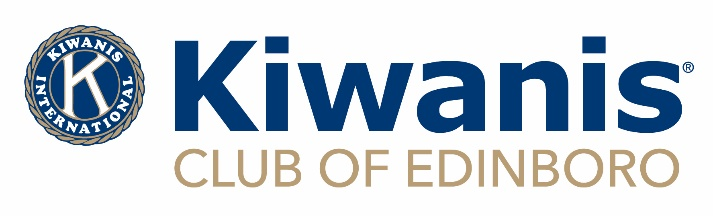 KIWANIS
K
INTERNATIONAL
Kiwanis®
CLUB OF EDINBORO